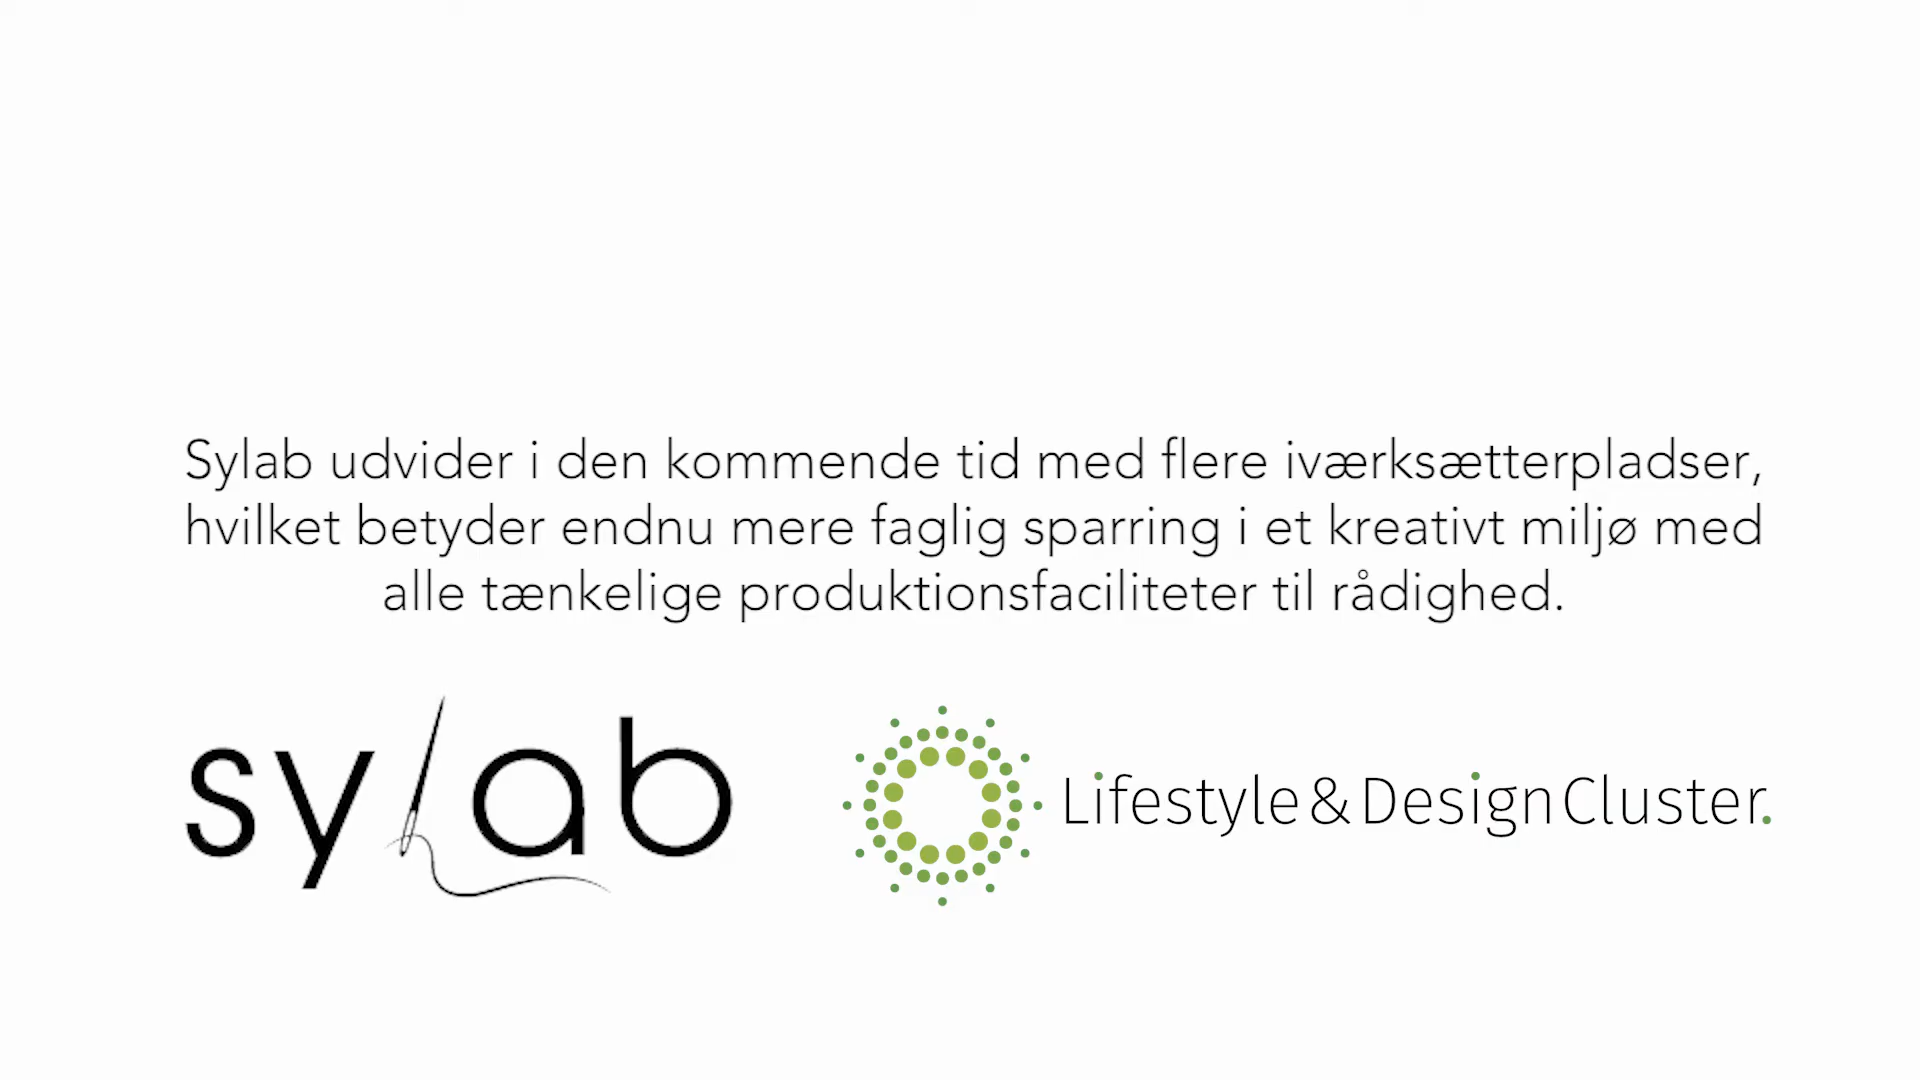 Sylab udvider i den kommende tid med flere iværksætterpladser,
hvilket betyder endnu mere faglig sparring i et kreativt miljø med
alle tænkelige produktionsfaciliteter til rådighed.
sylab
Lifestyle & Design Cluster.